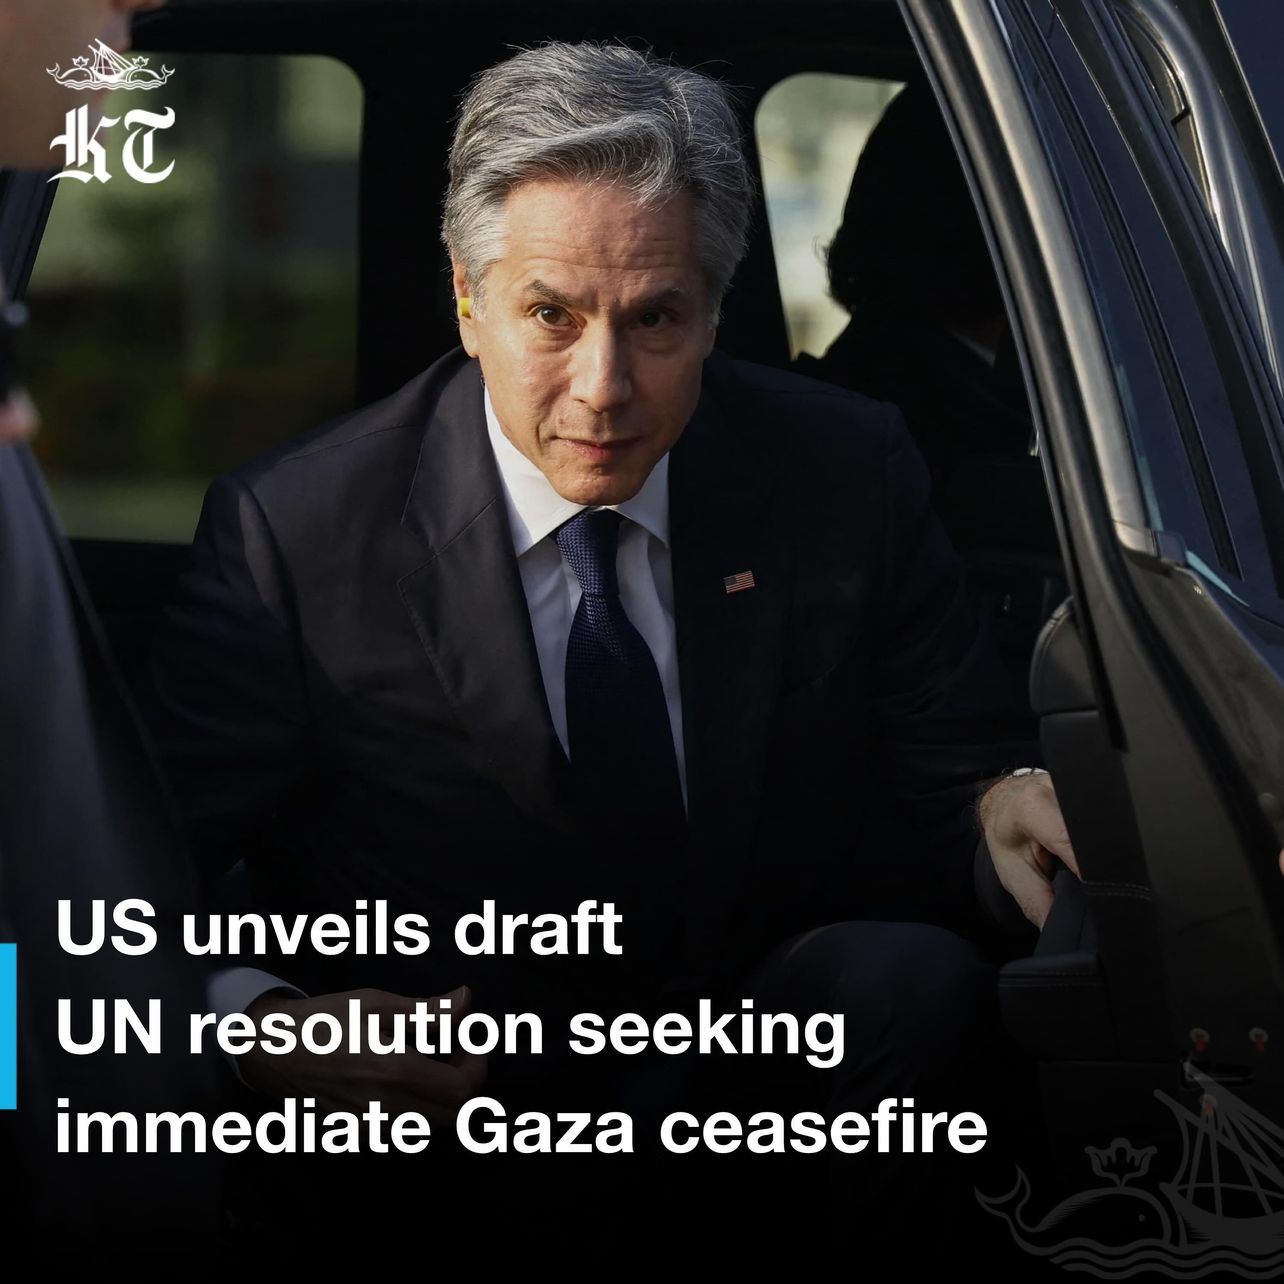 KT
US unveils draft
UN resolution seeking
immediate Gaza ceasefire